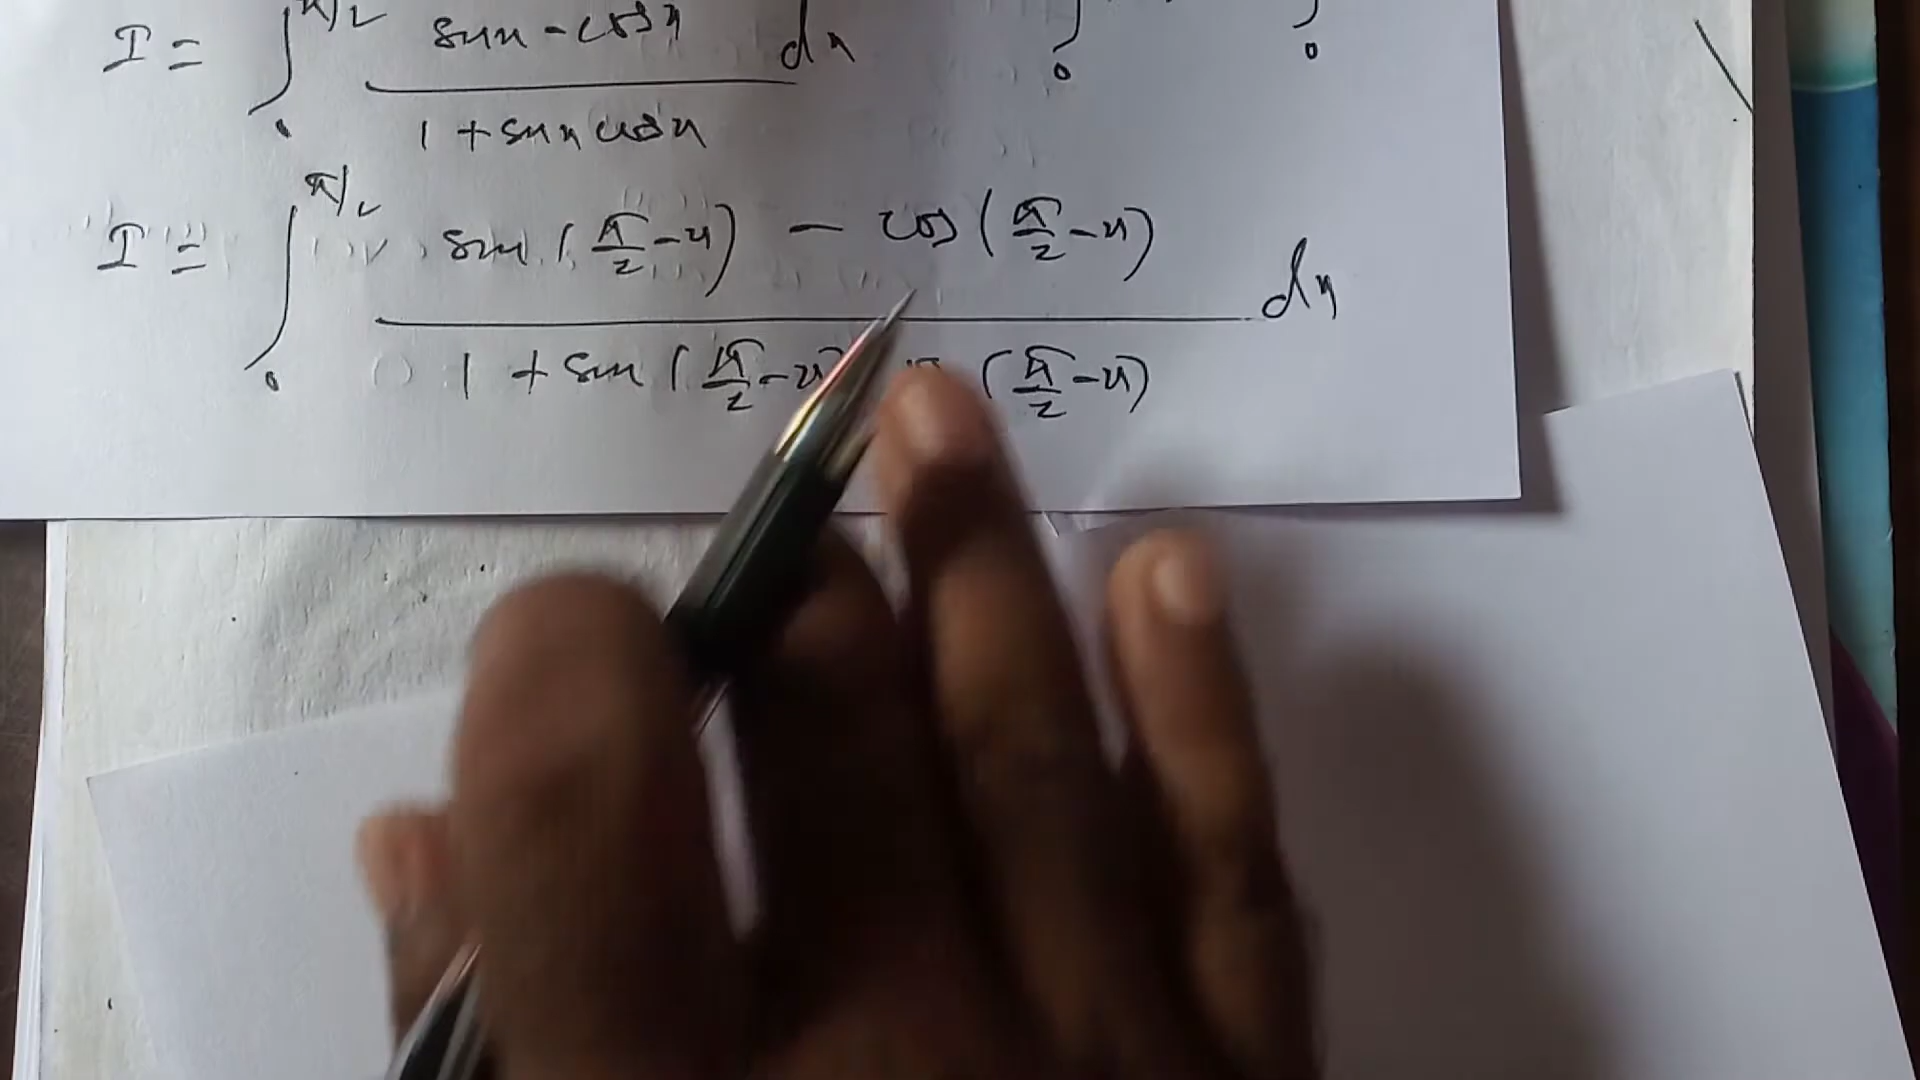 I = ∫₀^π/2 sinx - cosx / 1 + sinx cosx dx
I = ∫₀^π/2 sin(π/2 - x) - cos(π/2 - x) / 1 + sin(π/2 - x) (π/2 - x) dx